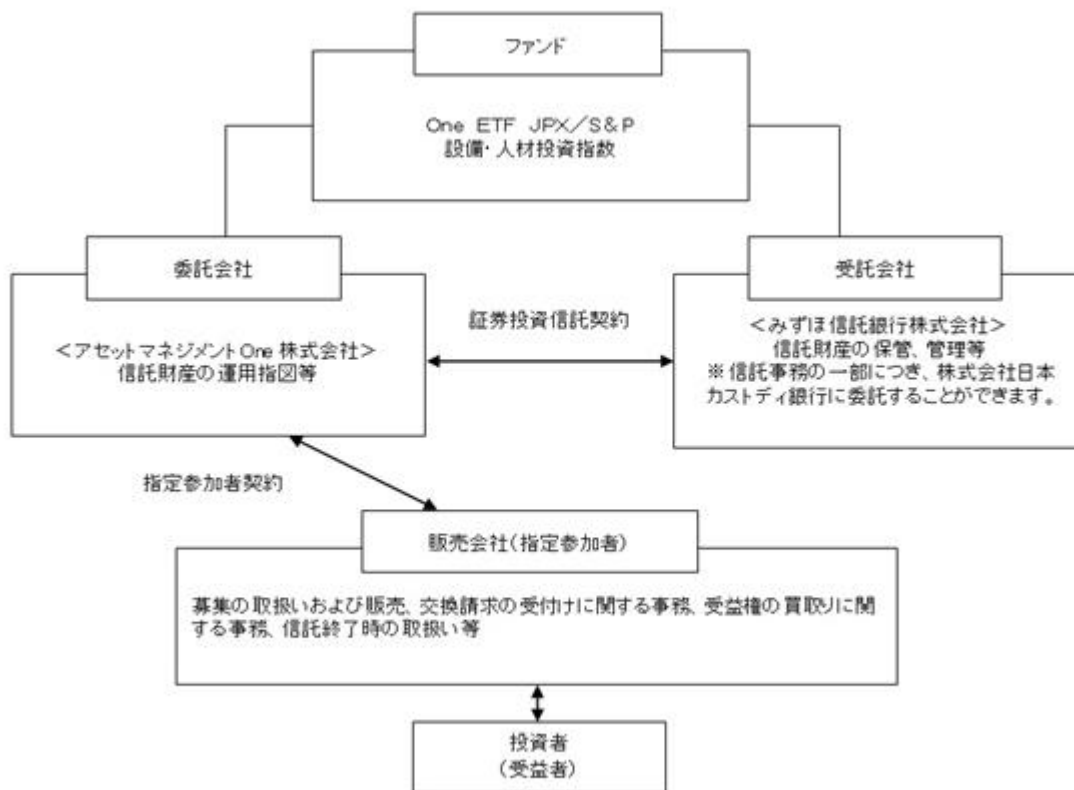 ファンド
One ETF JPX／S＆P
設備・人材投資指数
委託会社
＜アセットマネジメントOne 株式会社＞
信託財産の運用指図等
証券投資信託契約
受託会社
＜みずほ信託銀行株式会社＞
信託財産の保管、管理等
※信託事務の一部につき、株式会社日本
カストディ銀行に委託することができます。
指定参加者契約
販売会社（指定参加者）
募集の取扱いおよび販売、交換請求の受付けに関する事務、受益権の買取りに関
する事務、信託終了時の取扱い等
投資者
（受益者）